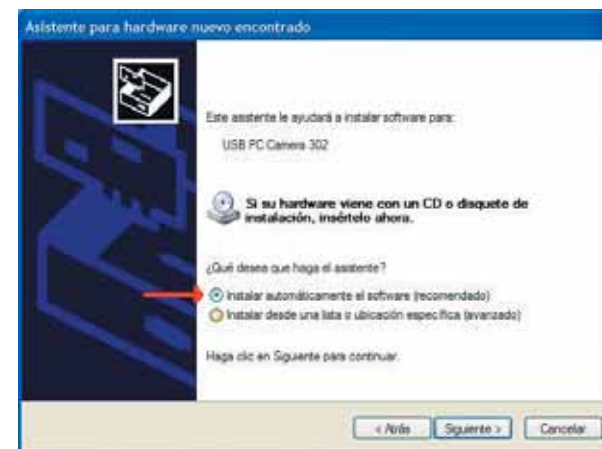 Asistente para hardware nuevo encontrado
Este asistente le ayudará a instalar software para:
USB PC Camera 302
Si su hardware viene con un CD o disquete de
instalación, insértelo ahora.
¿Qué desea que haga el asistente?
Instalar automáticamente el software (recomendado)
Instalar desde una lista o ubicación específica (avanzado)
Haga clic en Siguiente para continuar.
< Atrás
Siguiente >
Cancelar